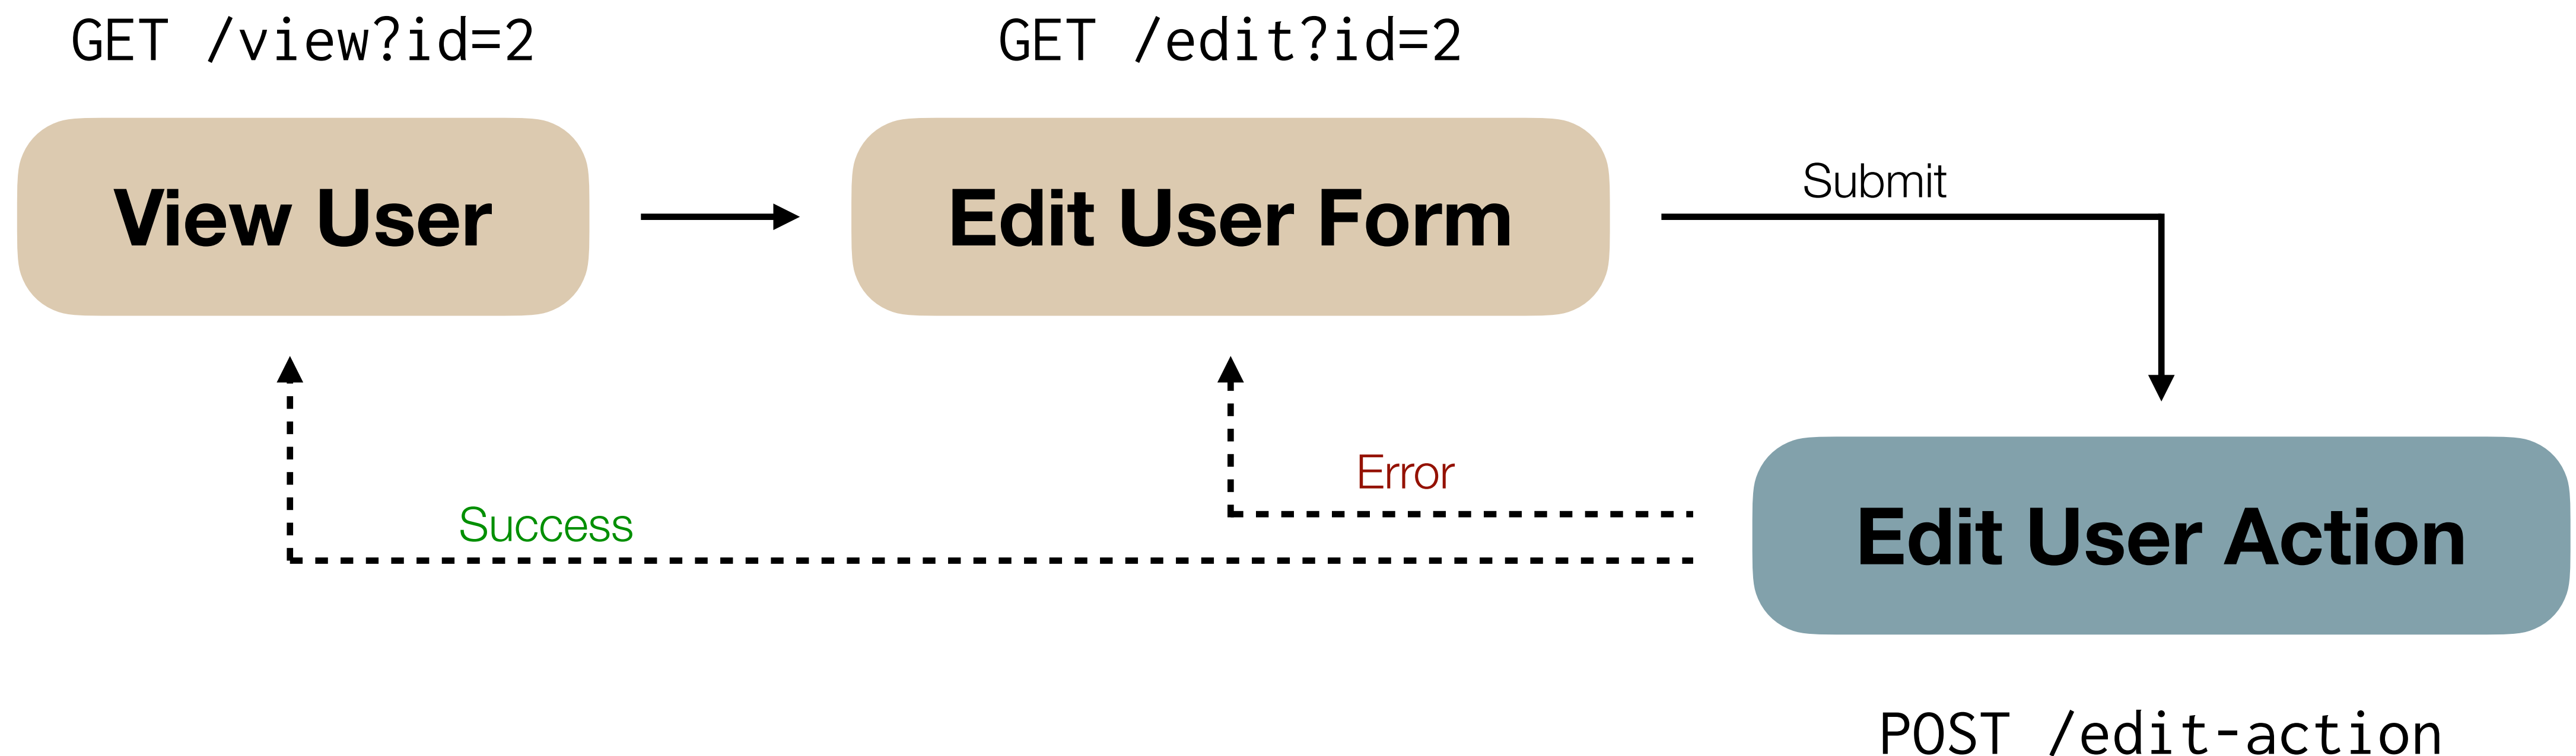 GET /view?id=2
GET /edit?id=2
View User
Edit User Form
Submit
Error
Success
Edit User Action
POST /edit-action